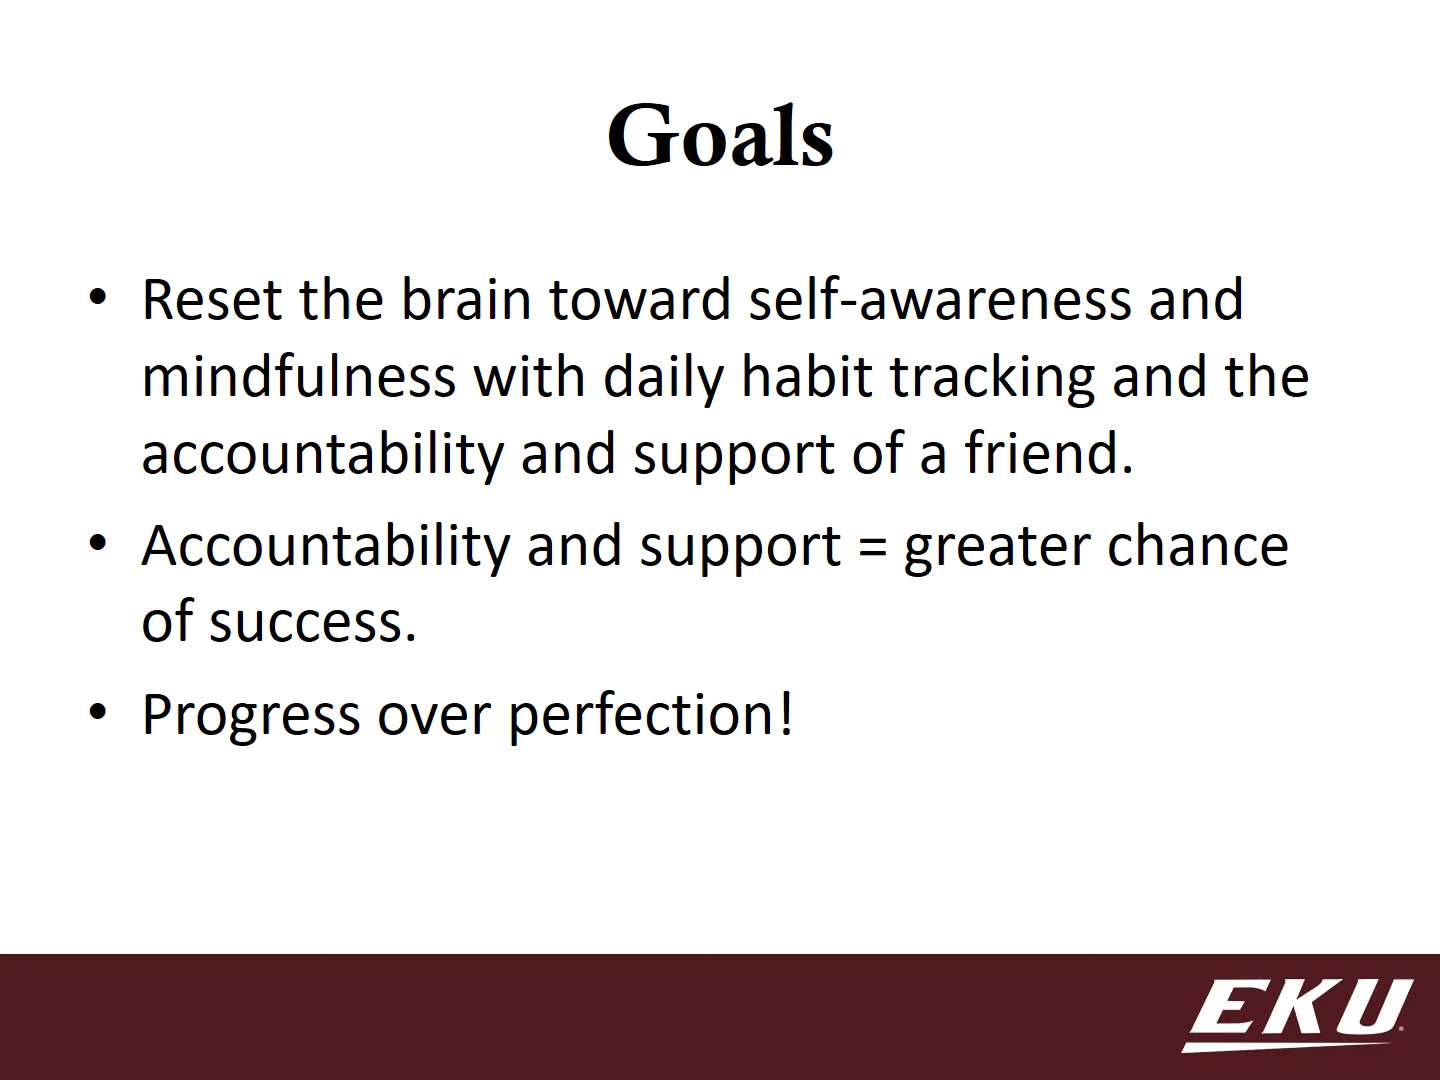 Goals
• Reset the brain toward self-awareness and
mindfulness with daily habit tracking and the
accountability and support of a friend.
• Accountability and support = greater chance
of success.
• Progress over perfection!
EKU